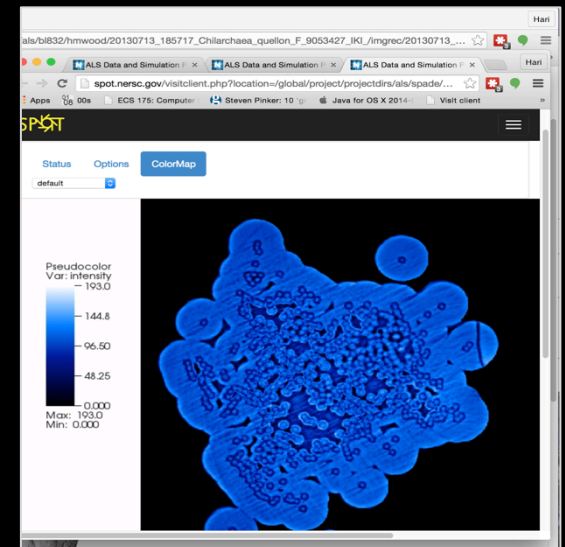 Hari
als/bl832/hmwood/20130713_185717_Chilarchaea_quellon_F_9053427_IKI_/imgrec/20130713_...
ALS Data and Simulation P × ALS Data and Simulation P × ALS Data and Simulation P × Hari
spot.nersc.gov/visitclient.php?location=/global/project/projectdirs/als/spade/...
Apps 00s ECS 175: Computer Steven Pinker: 10 'g Java for OS X 2014- VisIt client »
SPOT
Status Options ColorMap
default
Pseudocolor
Var: intensity
193.0
144.8
96.50
48.25
0.000
Max: 193.0
Min: 0.000